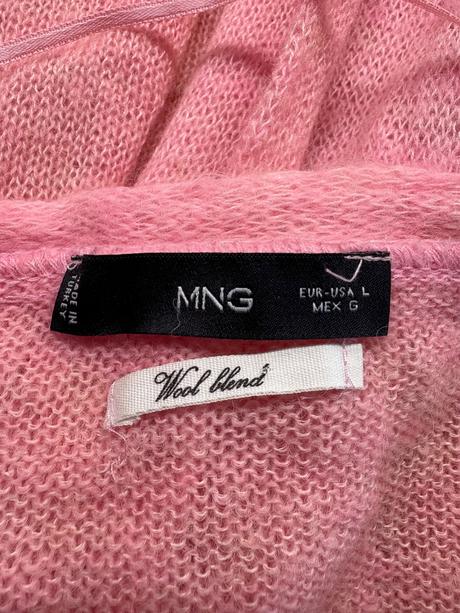 MADE IN
TURKEY
MNG
EUR-USA L
MEX G
Wool blend